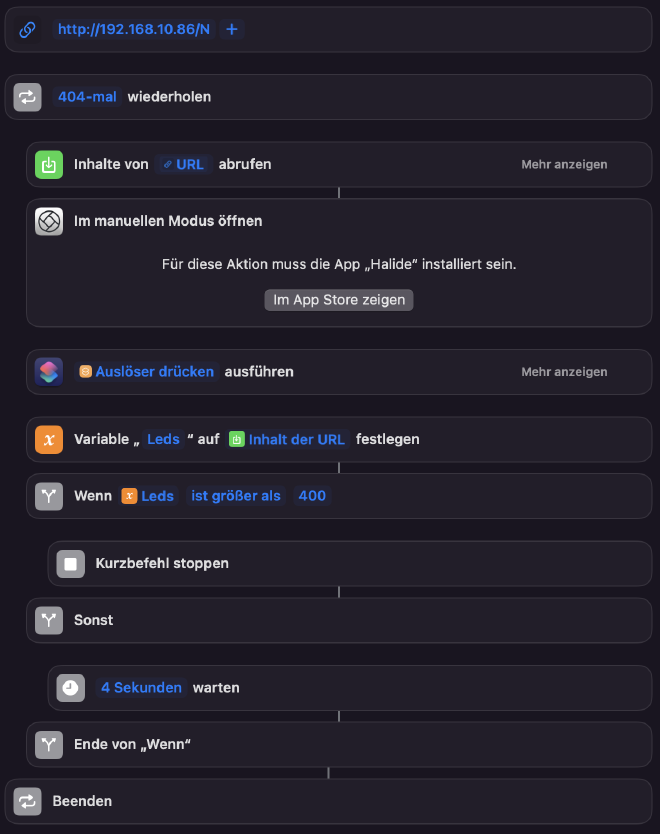 http://192.168.10.86/N +
404-mal wiederholen
Inhalte von URL abrufen Mehr anzeigen
Im manuellen Modus öffnen
Für diese Aktion muss die App „Halide“ installiert sein.
Im App Store zeigen
Auslöser drücken ausführen Mehr anzeigen
x Variable „ Leds “ auf Inhalt der URL festlegen
Wenn x Leds ist größer als 400
Kurzbefehl stoppen
Sonst
4 Sekunden warten
Ende von „Wenn“
Beenden